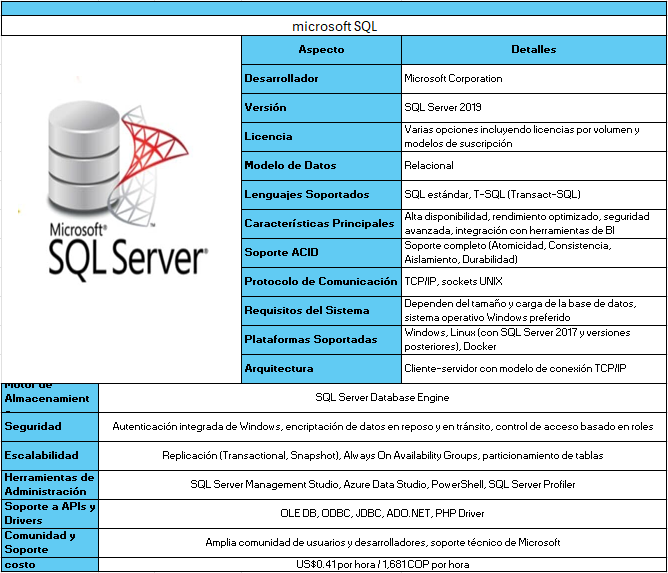 microsoft SQL
Microsoft®
SQL Server®
Aspecto
Detalles
Desarrollador
Microsoft Corporation
Versión
SQL Server 2019
Licencia
Varias opciones incluyendo licencias por volumen y
modelos de suscripción
Modelo de Datos
Relacional
Lenguajes Soportados
SQL estándar, T-SQL (Transact-SQL)
Características Principales
Alta disponibilidad, rendimiento optimizado, seguridad
avanzada, integración con herramientas de BI
Soporte ACID
Soporte completo (Atomicidad, Consistencia,
Aislamiento, Durabilidad)
Protocolo de Comunicación
TCP/IP, sockets UNIX
Requisitos del Sistema
Dependen del tamaño y carga de la base de datos,
sistema operativo Windows preferido
Plataformas Soportadas
Windows, Linux (con SQL Server 2017 y versiones
posteriores), Docker
Arquitectura
Cliente-servidor con modelo de conexión TCP/IP
Motor de
Almacenamient
SQL Server Database Engine
Seguridad
Autenticación integrada de Windows, encriptación de datos en reposo y en tránsito, control de acceso basado en roles
Escalabilidad
Replicación (Transactional, Snapshot), Always On Availability Groups, particionamiento de tablas
Herramientas de
Administración
SQL Server Management Studio, Azure Data Studio, PowerShell, SQL Server Profiler
Soporte a APIs y
Drivers
OLE DB, ODBC, JDBC, ADO.NET, PHP Driver
Comunidad y
Soporte
Amplia comunidad de usuarios y desarrolladores, soporte técnico de Microsoft
costo
US$0.41 por hora / 1,681 COP por hora